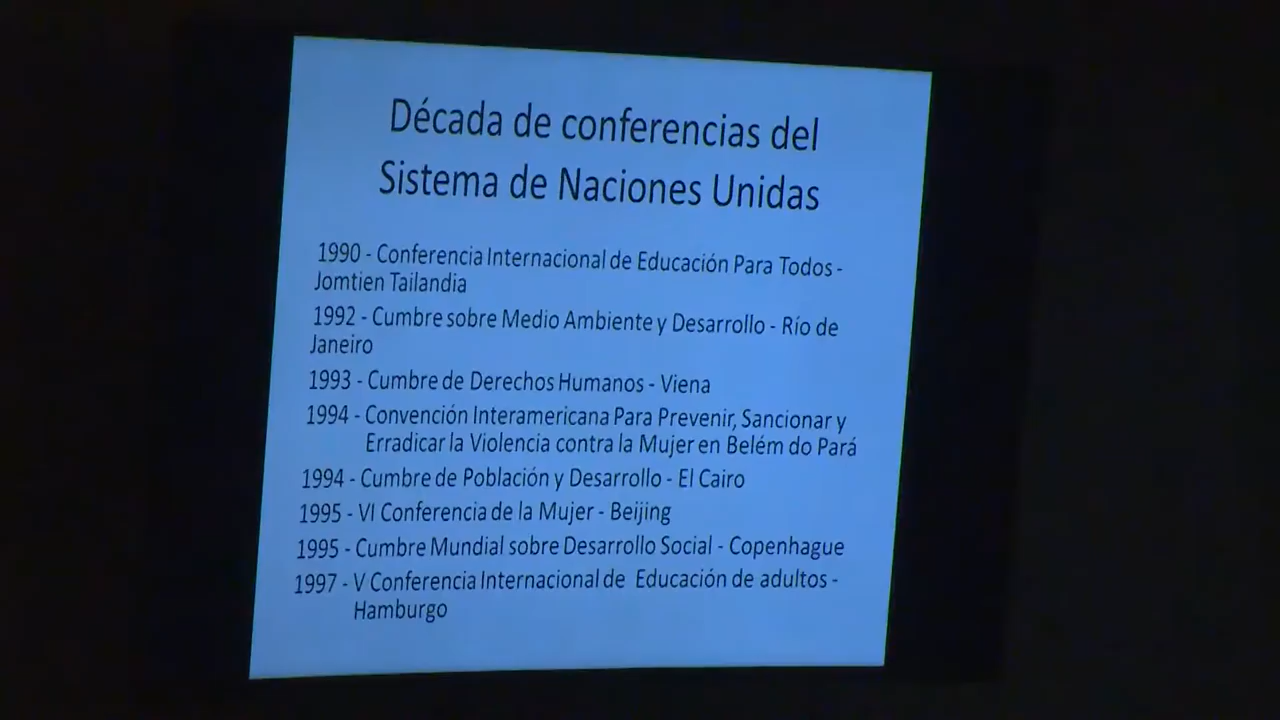 Década de conferencias del
Sistema de Naciones Unidas
1990 - Conferencia Internacional de Educación Para Todos -
Jomtien Tailandia
1992 - Cumbre sobre Medio Ambiente y Desarrollo - Río de
Janeiro
1993 - Cumbre de Derechos Humanos - Viena
1994 - Convención Interamericana Para Prevenir, Sancionar y
Erradicar la Violencia contra la Mujer en Belém do Pará
1994 - Cumbre de Población y Desarrollo - El Cairo
1995 - VI Conferencia de la Mujer - Beijing
1995 - Cumbre Mundial sobre Desarrollo Social - Copenhague
1997 - V Conferencia Internacional de Educación de adultos -
Hamburgo